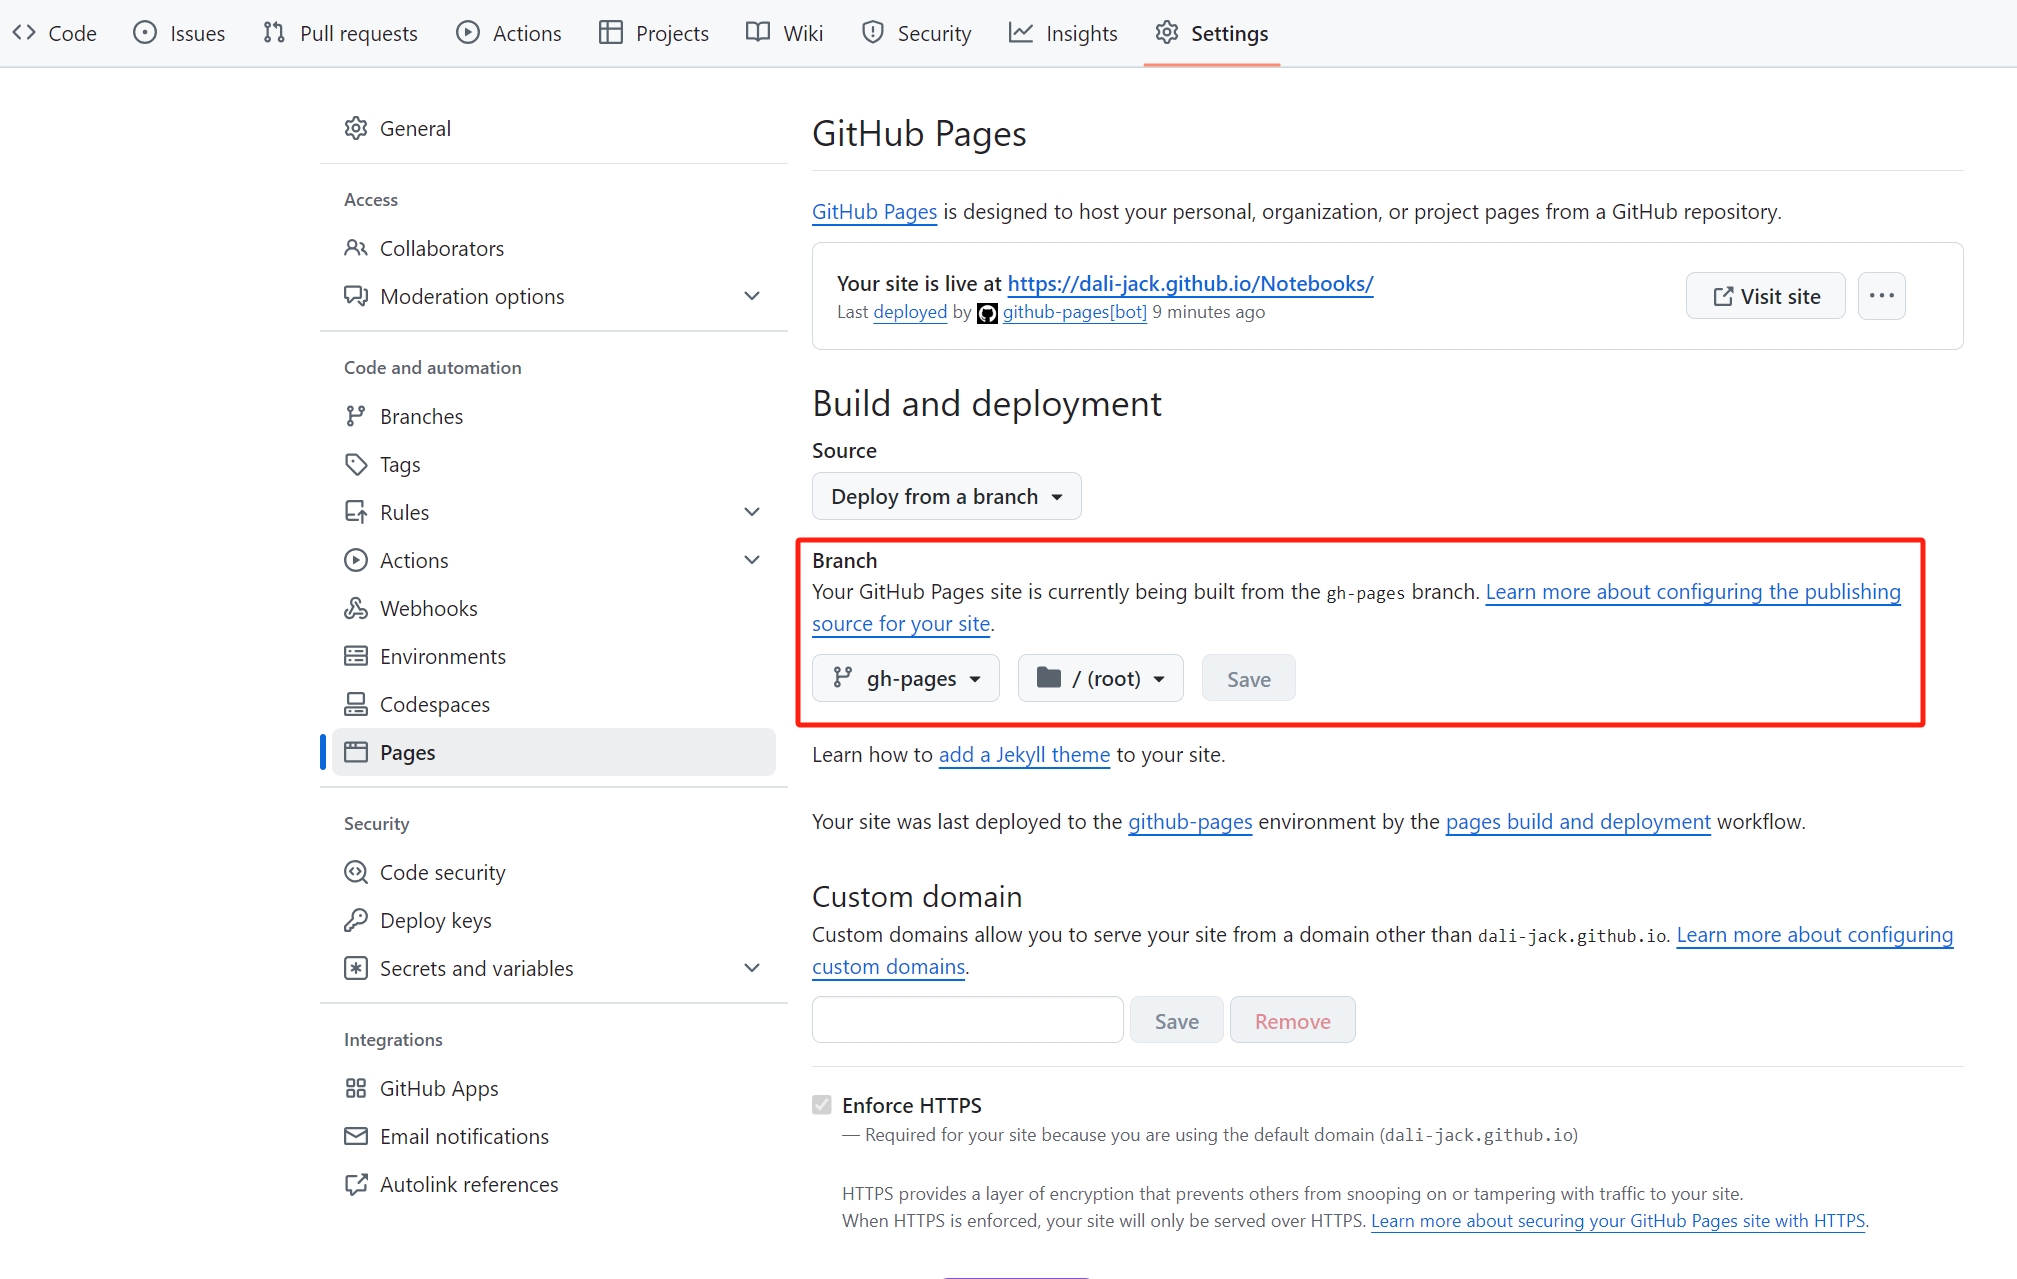 Code Issues Pull requests Actions Projects Wiki Security Insights Settings
General
Access
Collaborators
Moderation options
Code and automation
Branches
Tags
Rules
Actions
Webhooks
Environments
Codespaces
Pages
Security
Code security
Deploy keys
Secrets and variables
Integrations
GitHub Apps
Email notifications
Autolink references
GitHub Pages
GitHub Pages is designed to host your personal, organization, or project pages from a GitHub repository.
Your site is live at https://dali-jack.github.io/Notebooks/
Last deployed by github-pages[bot] 9 minutes ago
Visit site
Build and deployment
Source
Deploy from a branch
Branch
Your GitHub Pages site is currently being built from the gh-pages branch. Learn more about configuring the publishing
source for your site.
gh-pages / (root) Save
Learn how to add a Jekyll theme to your site.
Your site was last deployed to the github-pages environment by the pages build and deployment workflow.
Custom domain
Custom domains allow you to serve your site from a domain other than dali-jack.github.io. Learn more about configuring
custom domains.
Save Remove
Enforce HTTPS
— Required for your site because you are using the default domain (dali-jack.github.io)
HTTPS provides a layer of encryption that prevents others from snooping on or tampering with traffic to your site.
When HTTPS is enforced, your site will only be served over HTTPS. Learn more about securing your GitHub Pages site with HTTPS.